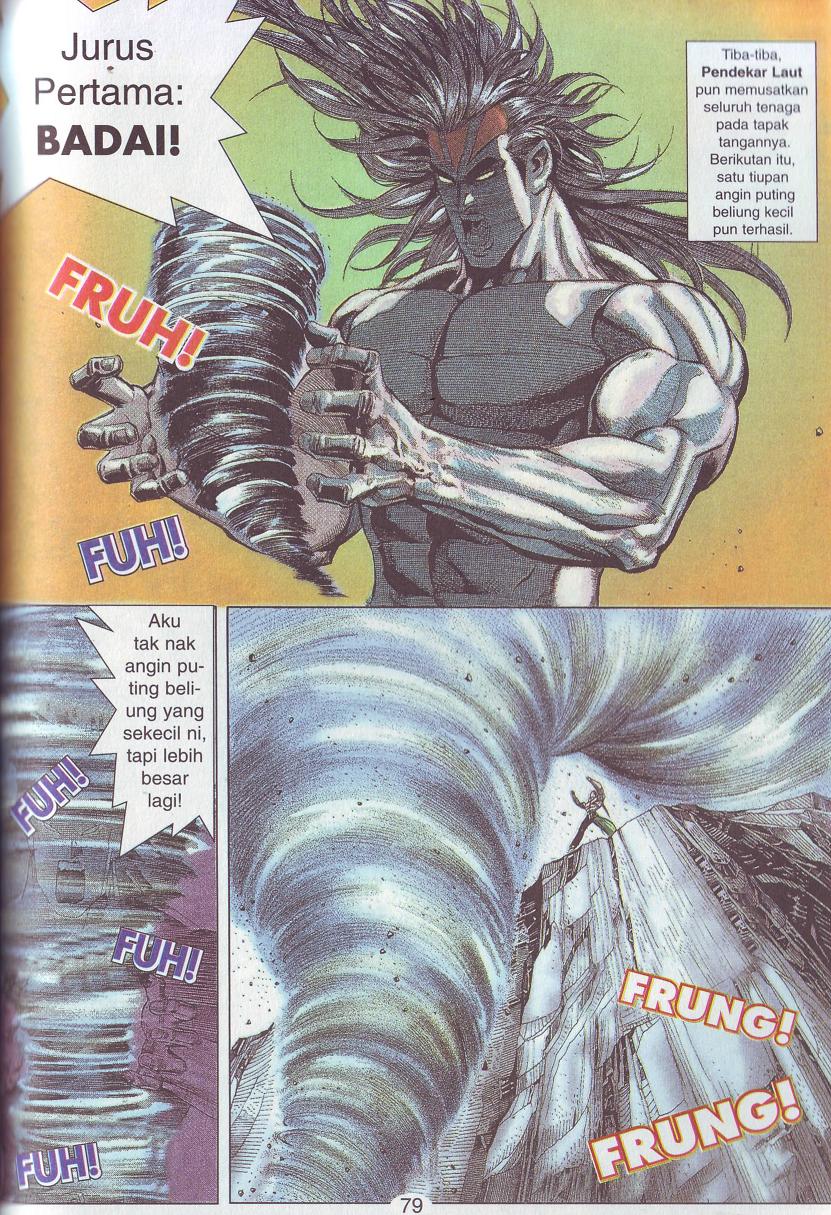 Jurus
Pertama:
BADAI!
Tiba-tiba,
Pendekar Laut
pun memusatkan
seluruh tenaga
pada tapak
tangannya.
Berikutan itu,
satu tiupan
angin puting
beliung kecil
pun terhasil.
FRUH!
FUH!
Aku
tak nak
angin pu-
ting beli-
ung yang
sekecil ni,
tapi lebih
besar
lagi!
FUH!
FUH!
FUH!
FRUNG!
FRUNG!
79